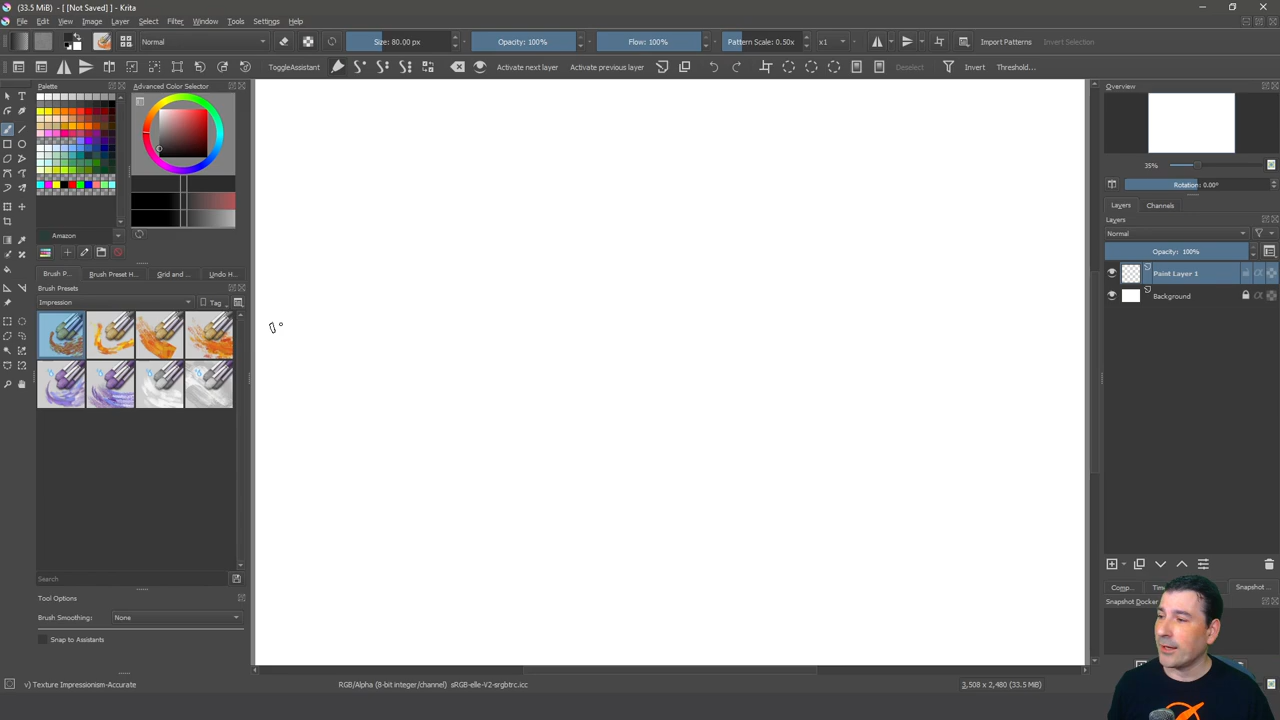 (33.5 MiB) [ [Not Saved] ] - Krita
File Edit View Image Layer Select Filter Window Tools Settings Help
Normal Size: 80.00 px Opacity: 100% Flow: 100% Pattern Scale: 0.50x x1 Import Patterns Invert Selection
ToggleAssistant Activate next layer Activate previous layer Deselect Invert Threshold...
Palette
Advanced Color Selector
Amazon
Brush P... Brush Preset H... Grid and ... Undo H...
Brush Presets
Impression Tag
Search
Tool Options
Brush Smoothing: None
Snap to Assistants
v) Texture Impressionism-Accurate RGB/Alpha (8-bit integer/channel) sRGB-elle-V2-srgbtrc.icc 3,508 x 2,480 (33.5 MiB)
Overview
35%
Rotation: 0.00°
Layers Channels
Layers
Normal
Opacity: 100%
Paint Layer 1
Background
Comp... Snapshot ...
Snapshot Docker